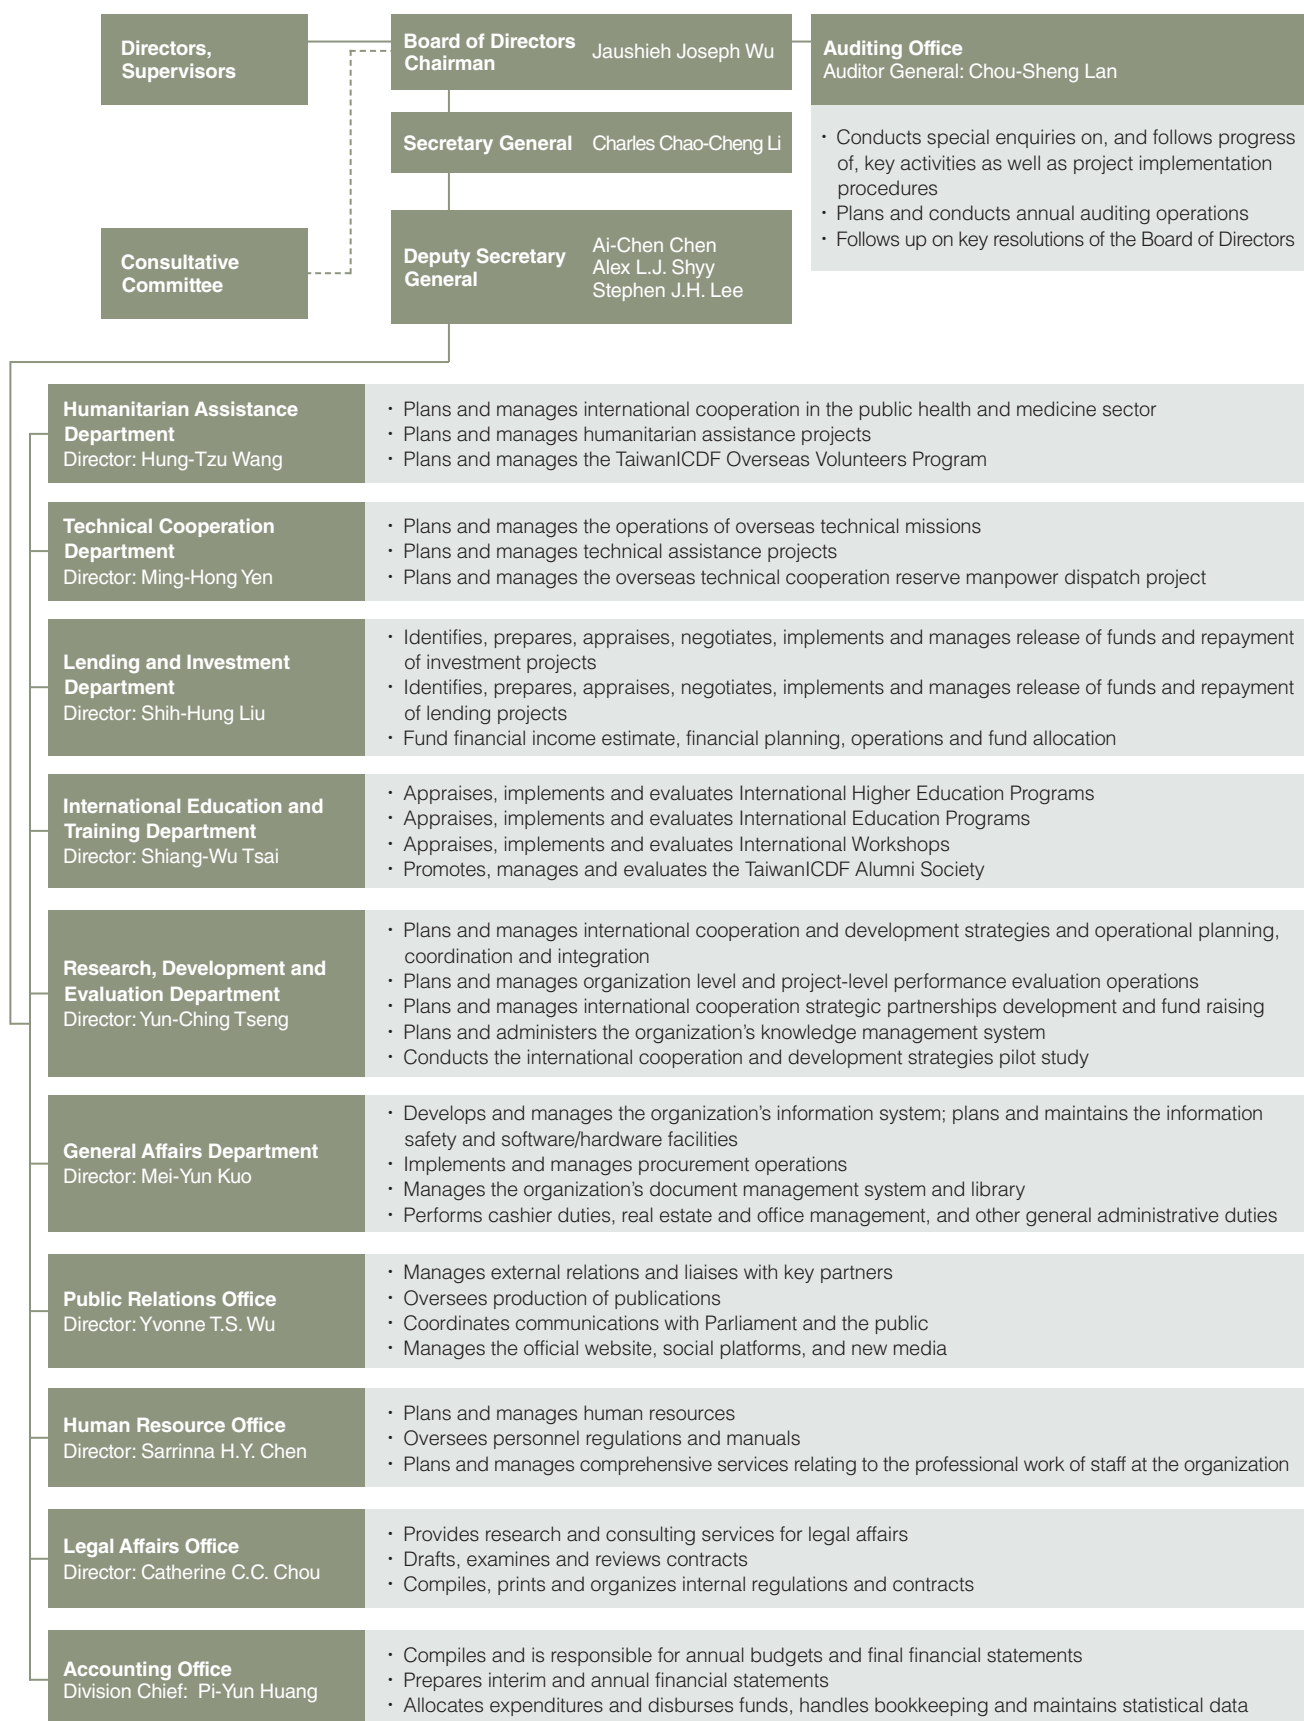 Directors,
Supervisors
Board of Directors
Chairman
Jaushieh Joseph Wu
Auditing Office
Auditor General: Chou-Sheng Lan
· Conducts special enquiries on, and follows progress
of, key activities as well as project implementation
procedures
· Plans and conducts annual auditing operations
· Follows up on key resolutions of the Board of Directors
Secretary General
Charles Chao-Cheng Li
Consultative
Committee
Deputy Secretary
General
Ai-Chen Chen
Alex L.J. Shyy
Stephen J.H. Lee
Humanitarian Assistance
Department
Director: Hung-Tzu Wang
· Plans and manages international cooperation in the public health and medicine sector
· Plans and manages humanitarian assistance projects
· Plans and manages the TaiwanICDF Overseas Volunteers Program
Technical Cooperation
Department
Director: Ming-Hong Yen
· Plans and manages the operations of overseas technical missions
· Plans and manages technical assistance projects
· Plans and manages the overseas technical cooperation reserve manpower dispatch project
Lending and Investment
Department
Director: Shih-Hung Liu
· Identifies, prepares, appraises, negotiates, implements and manages release of funds and repayment
of investment projects
· Identifies, prepares, appraises, negotiates, implements and manages release of funds and repayment
of lending projects
· Fund financial income estimate, financial planning, operations and fund allocation
International Education and
Training Department
Director: Shiang-Wu Tsai
· Appraises, implements and evaluates International Higher Education Programs
· Appraises, implements and evaluates International Education Programs
· Appraises, implements and evaluates International Workshops
· Promotes, manages and evaluates the TaiwanICDF Alumni Society
Research, Development and
Evaluation Department
Director: Yun-Ching Tseng
· Plans and manages international cooperation and development strategies and operational planning,
coordination and integration
· Plans and manages organization level and project-level performance evaluation operations
· Plans and manages international cooperation strategic partnerships development and fund raising
· Plans and administers the organization's knowledge management system
· Conducts the international cooperation and development strategies pilot study
General Affairs Department
Director: Mei-Yun Kuo
· Develops and manages the organization's information system; plans and maintains the information
safety and software/hardware facilities
· Implements and manages procurement operations
· Manages the organization's document management system and library
· Performs cashier duties, real estate and office management, and other general administrative duties
Public Relations Office
Director: Yvonne T.S. Wu
· Manages external relations and liaises with key partners
· Oversees production of publications
· Coordinates communications with Parliament and the public
· Manages the official website, social platforms, and new media
Human Resource Office
Director: Sarrinna H.Y. Chen
· Plans and manages human resources
· Oversees personnel regulations and manuals
· Plans and manages comprehensive services relating to the professional work of staff at the organization
Legal Affairs Office
Director: Catherine C.C. Chou
· Provides research and consulting services for legal affairs
· Drafts, examines and reviews contracts
· Compiles, prints and organizes internal regulations and contracts
Accounting Office
Division Chief: Pi-Yun Huang
· Compiles and is responsible for annual budgets and final financial statements
· Prepares interim and annual financial statements
· Allocates expenditures and disburses funds, handles bookkeeping and maintains statistical data